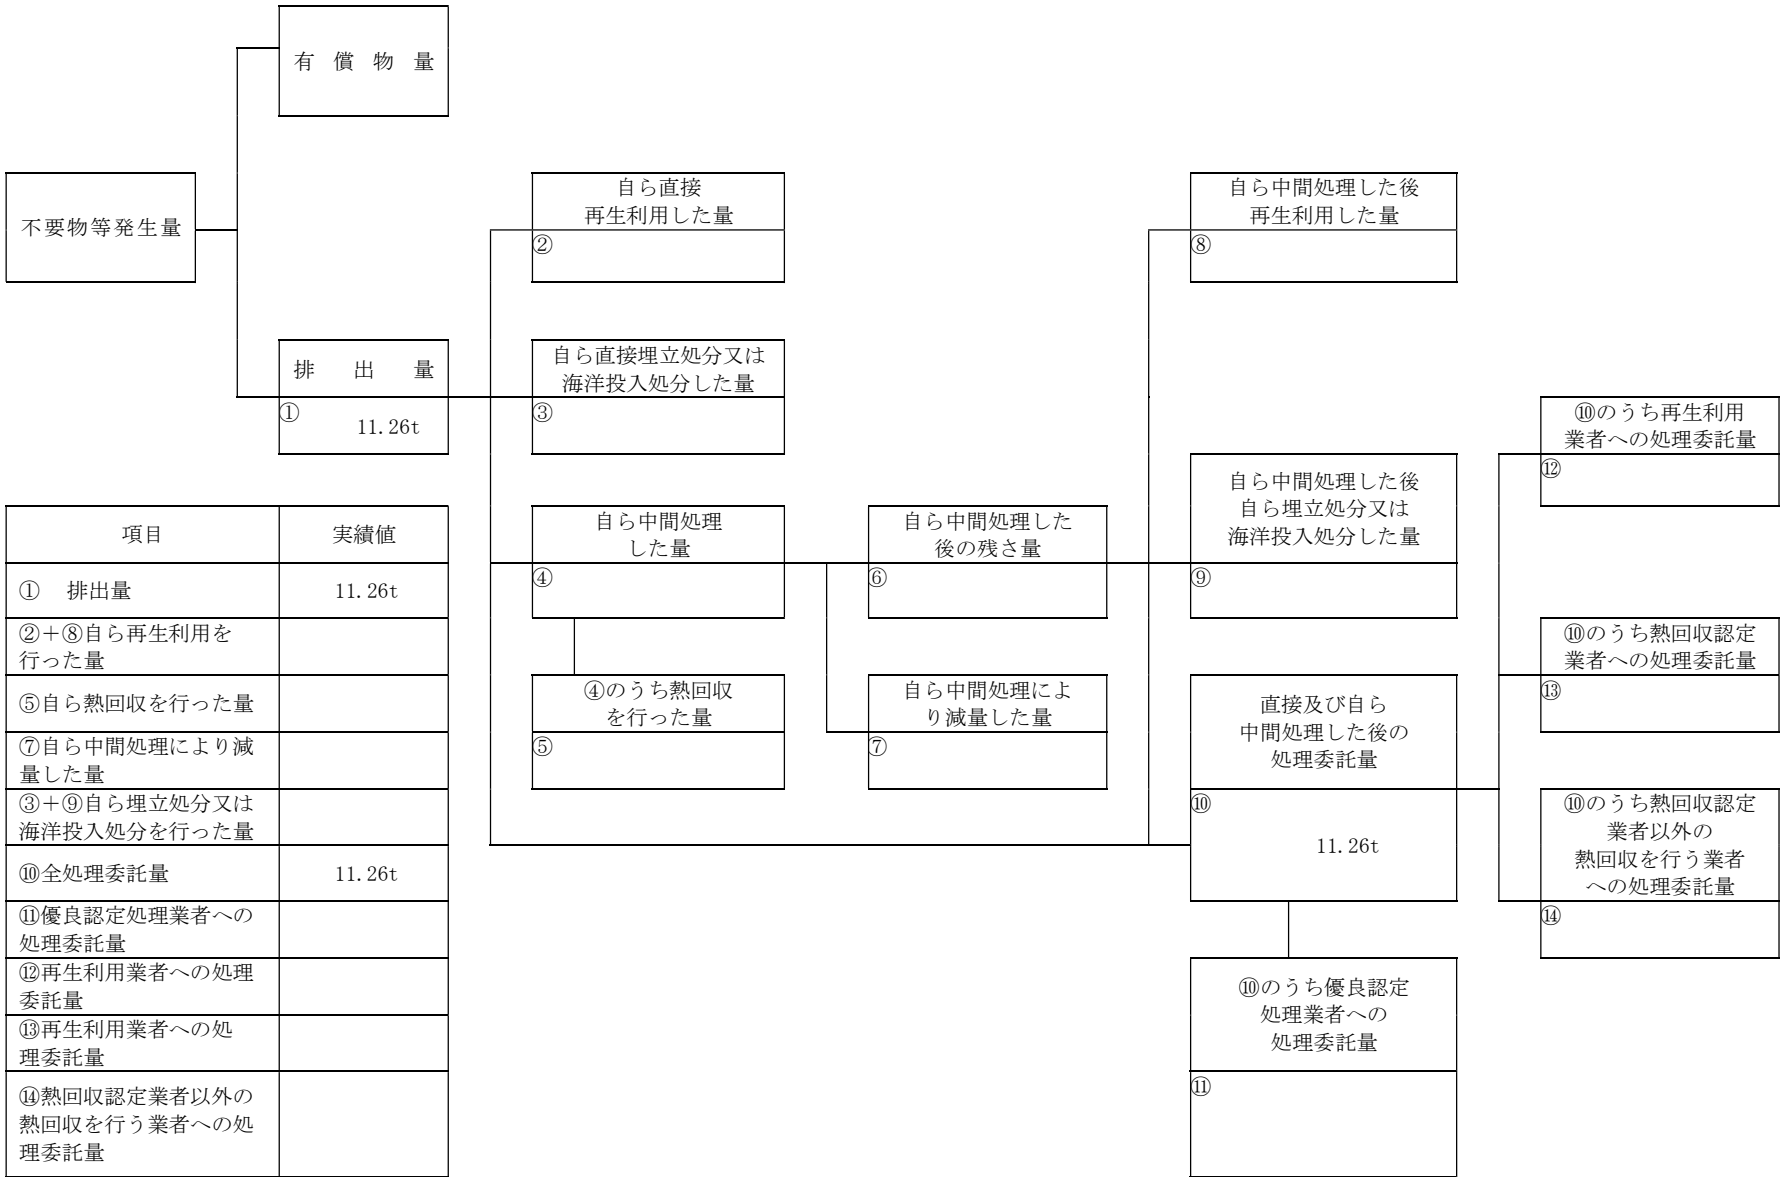 有 償 物 量
不要物等発生量
排 出 量
①
11.26t
自ら直接
再生利用した量
②
自ら直接埋立処分又は
海洋投入処分した量
③
自ら中間処理
した量
④
④のうち熱回収
を行った量
⑤
自ら中間処理した
後の残さ量
⑥
自ら中間処理によ
り減量した量
⑦
自ら中間処理した後
再生利用した量
⑧
自ら中間処理した後
自ら埋立処分又は
海洋投入処分した量
⑨
直接及び自ら
中間処理した後の
処理委託量
⑩
11.26t
⑩のうち優良認定
処理業者への
処理委託量
⑪
⑩のうち再生利用
業者への処理委託量
⑫
⑩のうち熱回収認定
業者への処理委託量
⑬
⑩のうち熱回収認定
業者以外の
熱回収を行う業者
への処理委託量
⑭
項目 実績値
① 排出量 11.26t
②＋⑧自ら再生利用を
行った量
⑤自ら熱回収を行った量
⑦自ら中間処理により減
量した量
③＋⑨自ら埋立処分又は
海洋投入処分を行った量
⑩全処理委託量 11.26t
⑪優良認定処理業者への
処理委託量
⑫再生利用業者への処理
委託量
⑬再生利用業者への処
理委託量
⑭熱回収認定業者以外の
熱回収を行う業者への処
理委託量